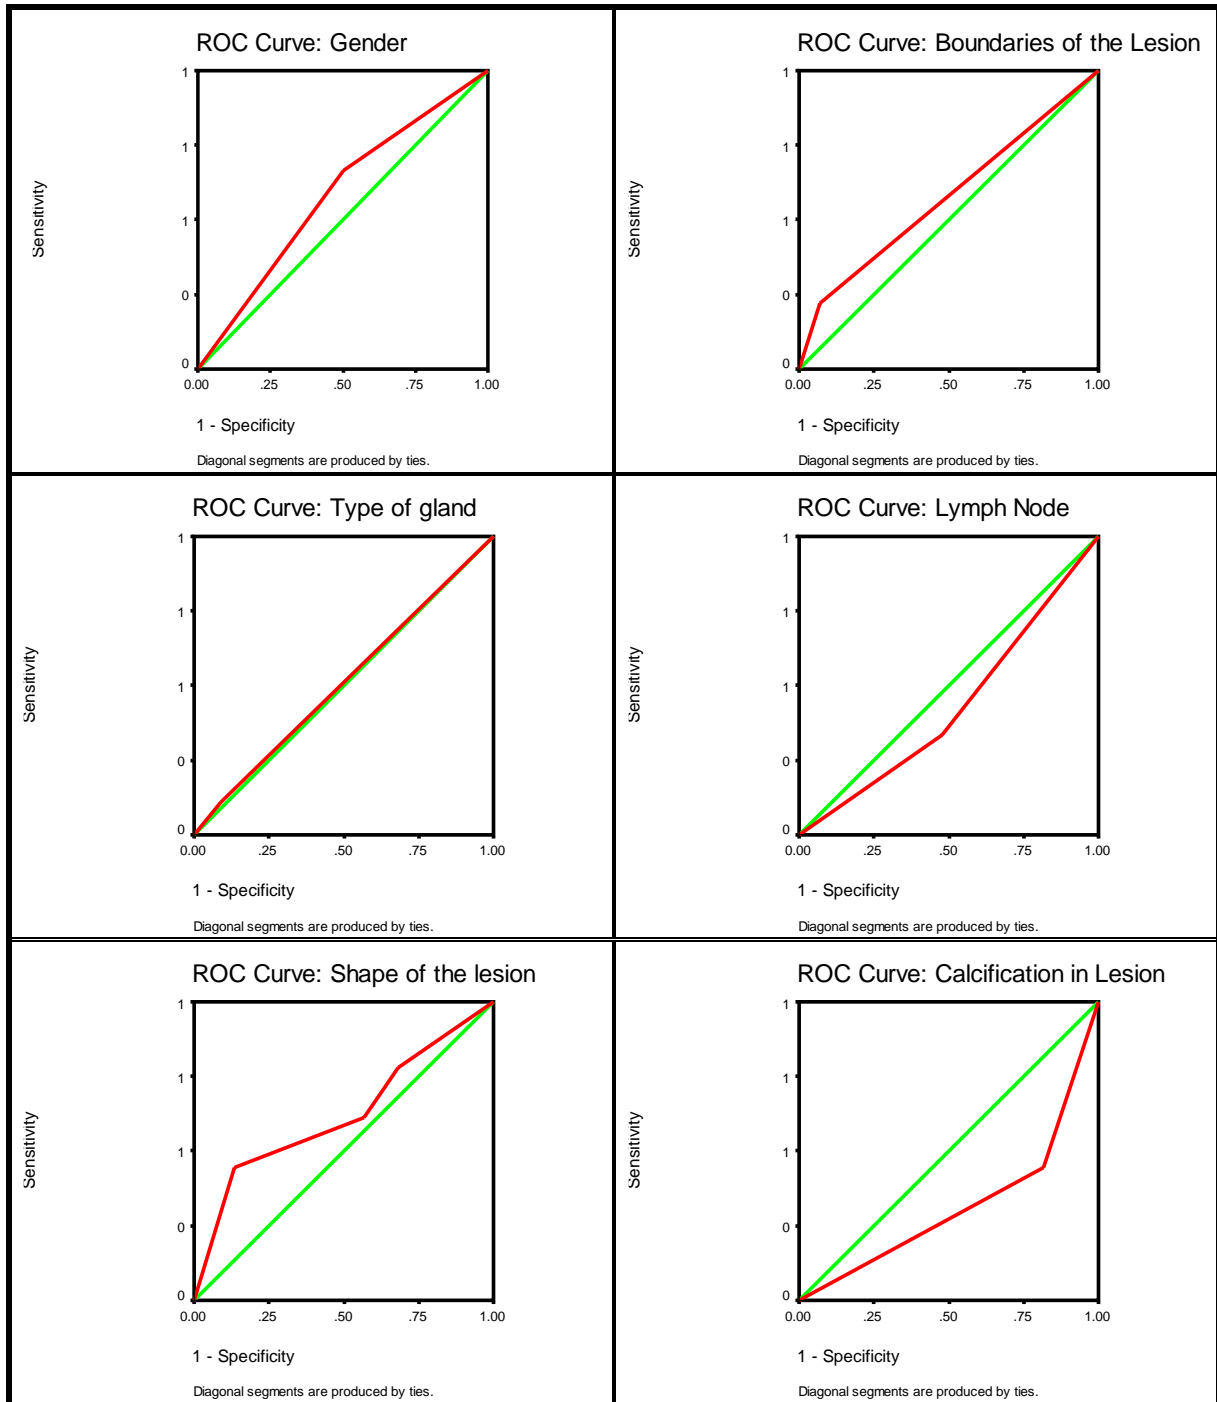 ROC Curve: Gender
1
1
1
0
0
Sensitivity
0.00 .25 .50 .75 1.00
1 - Specificity
Diagonal segments are produced by ties.
ROC Curve: Boundaries of the Lesion
1
1
1
0
0
Sensitivity
0.00 .25 .50 .75 1.00
1 - Specificity
Diagonal segments are produced by ties.
ROC Curve: Type of gland
1
1
1
0
0
Sensitivity
0.00 .25 .50 .75 1.00
1 - Specificity
Diagonal segments are produced by ties.
ROC Curve: Lymph Node
1
1
1
0
0
Sensitivity
0.00 .25 .50 .75 1.00
1 - Specificity
Diagonal segments are produced by ties.
ROC Curve: Shape of the lesion
1
1
1
0
0
Sensitivity
0.00 .25 .50 .75 1.00
1 - Specificity
Diagonal segments are produced by ties.
ROC Curve: Calcification in Lesion
1
1
1
0
0
Sensitivity
0.00 .25 .50 .75 1.00
1 - Specificity
Diagonal segments are produced by ties.